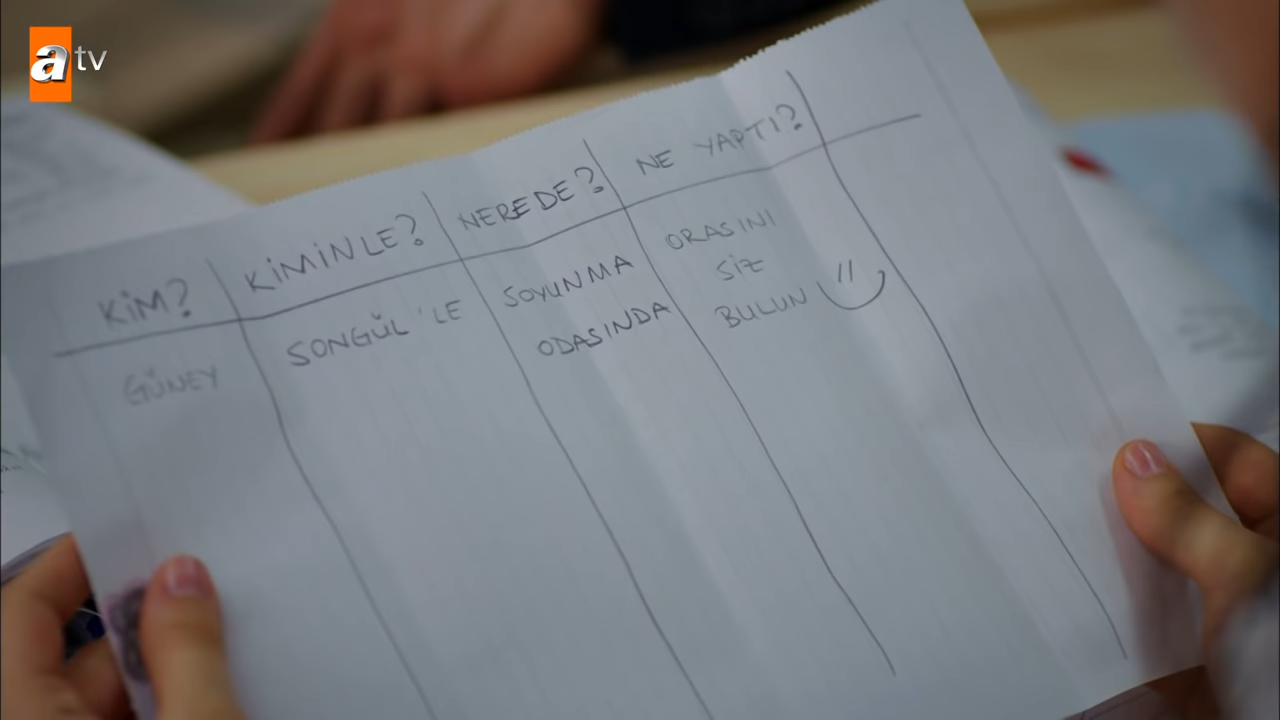 atv
KİM? KİMİNLE? NEREDE? NE YAPTI?
GÜNEY SONGÜL'LE SOYUNMA ODASINDA ORASINI SİZ BULUN